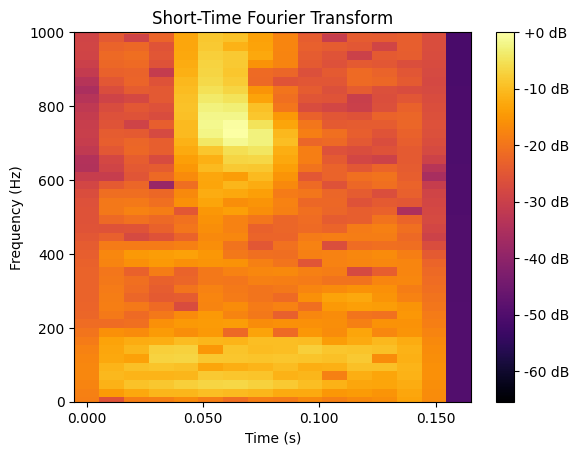 Short-Time Fourier Transform
1000
800
600
400
200
0
Frequency (Hz)
0.000
0.050
0.100
0.150
Time (s)
+0 dB
-10 dB
-20 dB
-30 dB
-40 dB
-50 dB
-60 dB